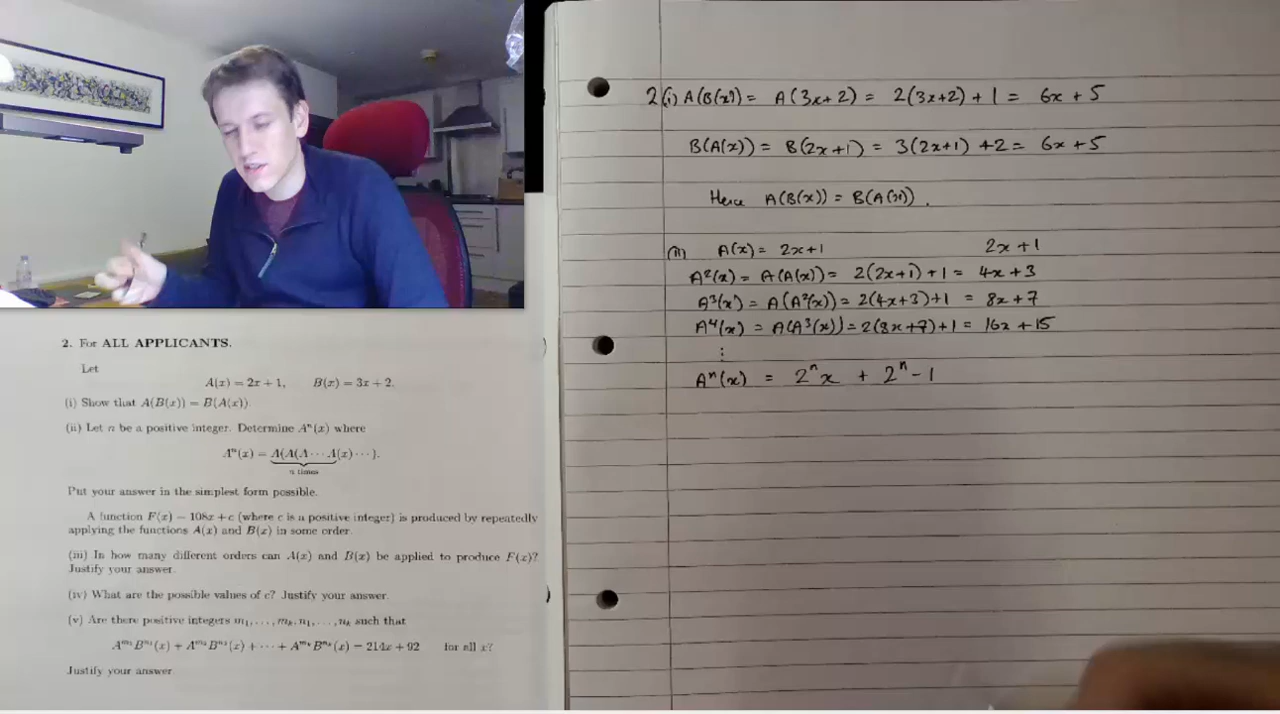 2. For ALL APPLICANTS.
Let
A(x) = 2x + 1, B(x) = 3x + 2.
(i) Show that A(B(x)) = B(A(x)).
(ii) Let n be a positive integer. Determine Aⁿ(x) where
Aⁿ(x) = A(A(A ··· A(x) ··· ).
n times
Put your answer in the simplest form possible.
A function F(x) = 108x + c (where c is a positive integer) is produced by repeatedly
applying the functions A(x) and B(x) in some order.
(iii) In how many different orders can A(x) and B(x) be applied to produce F(x)?
Justify your answer.
(iv) What are the possible values of c? Justify your answer.
(v) Are there positive integers m₁, . . . , mₖ, n₁, . . . , nₖ such that
Aᵐ¹Bⁿ¹(x) + Aᵐ²Bⁿ²(x) + ··· + AᵐᵏBⁿᵏ(x) = 214x + 92 for all x?
Justify your answer.
2(i) A(B(x)) = A(3x+2) = 2(3x+2) + 1 = 6x + 5
B(A(x)) = B(2x+1) = 3(2x+1) + 2 = 6x + 5
Hence A(B(x)) = B(A(x)).
(ii) A(x) = 2x+1 2x + 1
A²(x) = A(A(x)) = 2(2x+1) + 1 = 4x + 3
A³(x) = A(A²(x)) = 2(4x+3)+1 = 8x + 7
A⁴(x) = A(A³(x)) = 2(8x+7)+1 = 16x + 15
⋮
Aⁿ(x) = 2ⁿx + 2ⁿ - 1